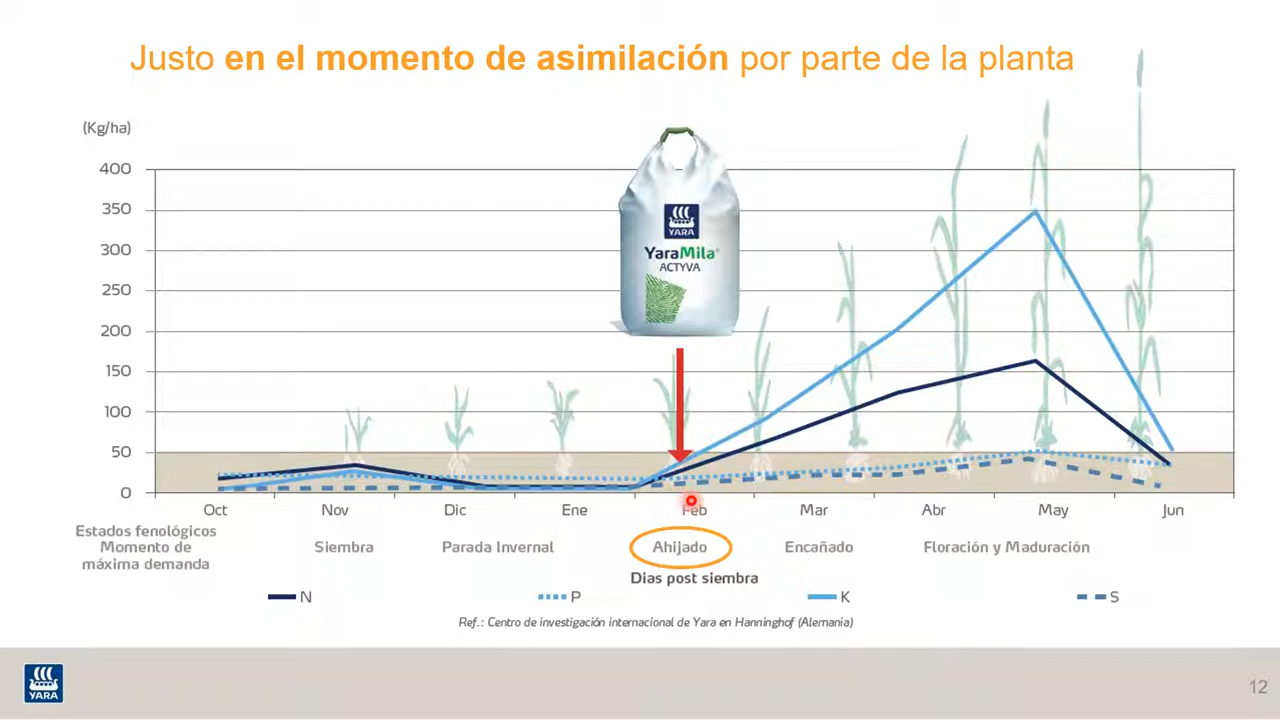 Justo en el momento de asimilación por parte de la planta
(Kg/ha)
400
350
300
250
200
150
100
50
0
YARA
YaraMila®
ACTYVA
Oct Nov Dic Ene Feb Mar Abr May Jun
Estados fenológicos
Momento de
máxima demanda
Siembra Parada Invernal Ahijado Encañado Floración y Maduración
Dias post siembra
N P K S
Ref.: Centro de investigación internacional de Yara en Hanninghof (Alemania)
YARA
12